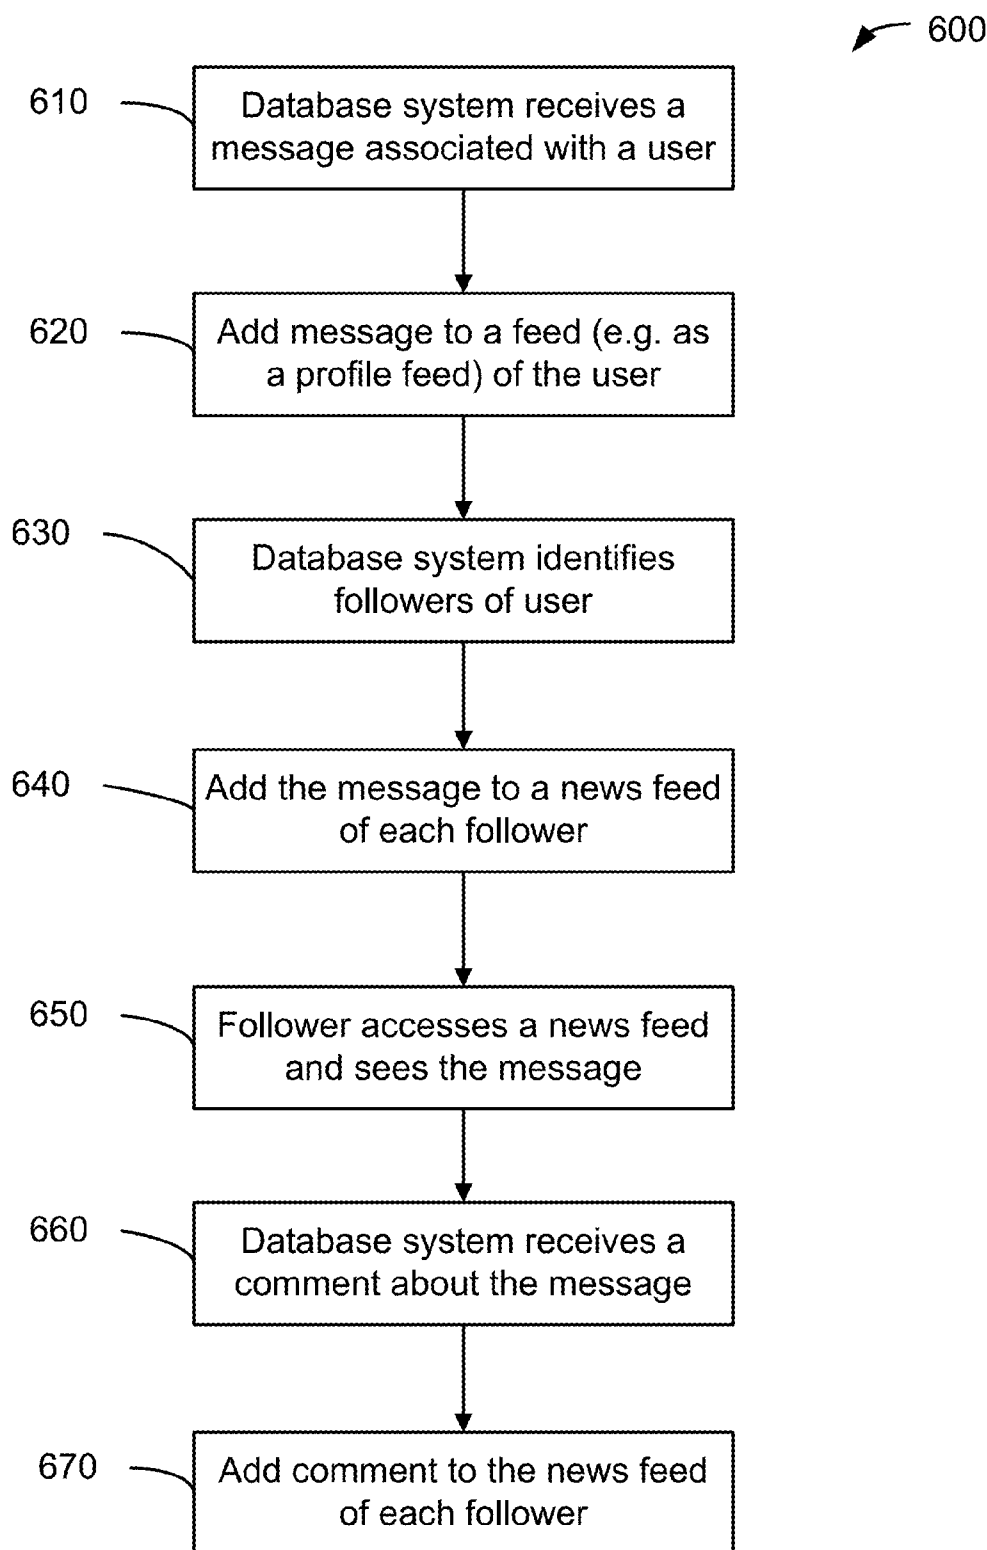 600
610
Database system receives a
message associated with a user
620
Add message to a feed (e.g. as
a profile feed) of the user
630
Database system identifies
followers of user
640
Add the message to a news feed
of each follower
650
Follower accesses a news feed
and sees the message
660
Database system receives a
comment about the message
670
Add comment to the news feed
of each follower